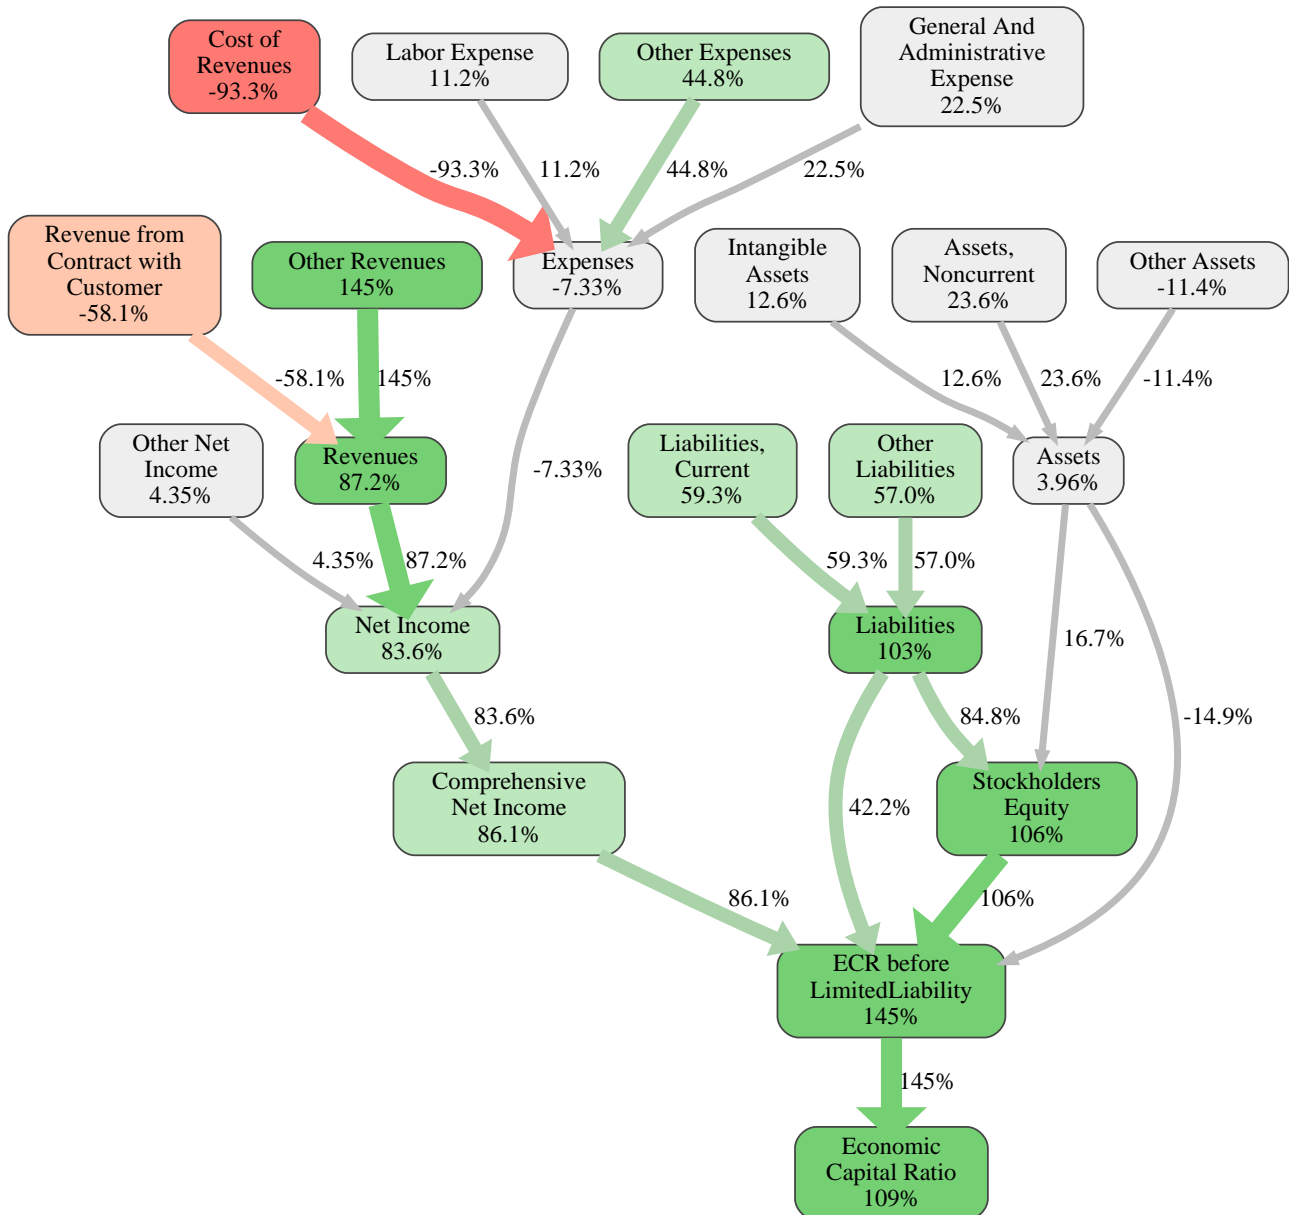 Cost of
Revenues
-93.3%
Labor Expense
11.2%
Other Expenses
44.8%
General And
Administrative
Expense
22.5%
-93.3%
11.2%
44.8%
22.5%
Revenue from
Contract with
Customer
-58.1%
Other Revenues
145%
Expenses
-7.33%
Intangible
Assets
12.6%
Assets,
Noncurrent
23.6%
Other Assets
-11.4%
-58.1%
145%
12.6%
23.6%
-11.4%
Other Net
Income
4.35%
Revenues
87.2%
-7.33%
Liabilities,
Current
59.3%
Other
Liabilities
57.0%
Assets
3.96%
4.35%
87.2%
59.3%
57.0%
Net Income
83.6%
Liabilities
103%
16.7%
83.6%
84.8%
-14.9%
Comprehensive
Net Income
86.1%
42.2%
Stockholders
Equity
106%
86.1%
106%
ECR before
LimitedLiability
145%
145%
Economic
Capital Ratio
109%